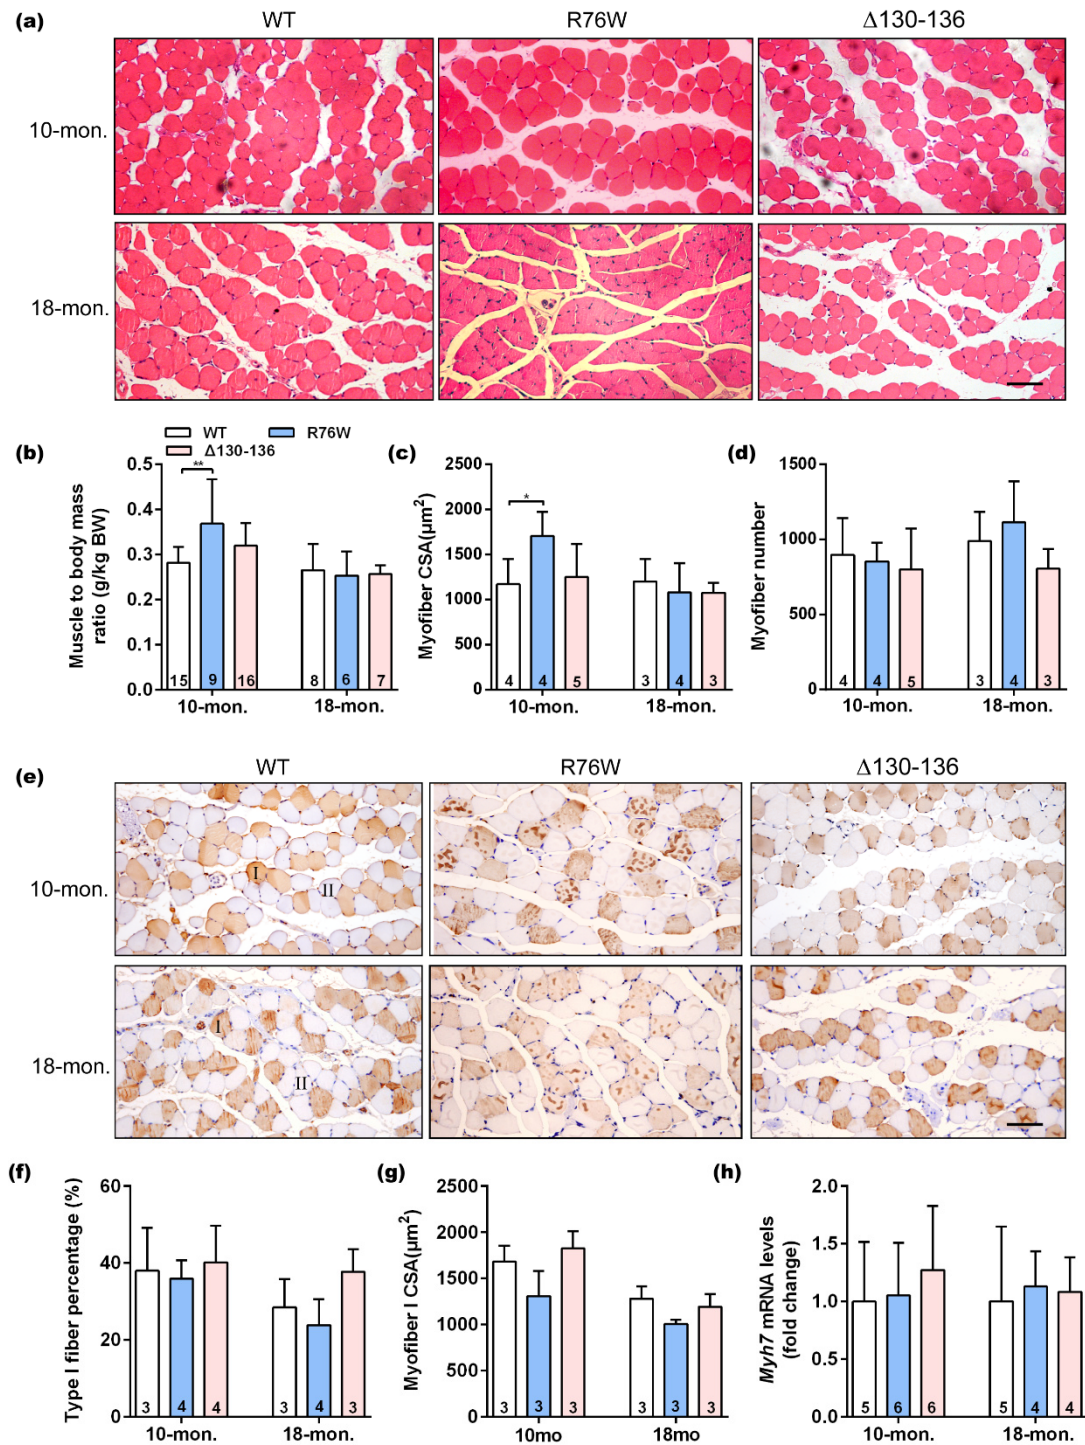 (a)
WT
R76W
Δ130-136
10-mon.
18-mon.
WT
R76W
Δ130-136
(b)
Muscle to body mass
ratio (g/kg BW)
0.5
0.4
0.3
0.2
0.1
0.0
**
15
9
16
8
6
7
10-mon.
18-mon.
(c)
Myofiber CSA(μm²)
2500
2000
1500
1000
500
0
*
4
4
5
3
4
3
10-mon.
18-mon.
(d)
Myofiber number
1500
1000
500
0
4
4
5
3
4
3
10-mon.
18-mon.
(e)
WT
R76W
Δ130-136
10-mon.
I
II
18-mon.
I
II
(f)
Type I fiber percentage (%)
60
40
20
0
3
4
4
3
4
3
10-mon.
18-mon.
(g)
Myofiber I CSA(μm²)
2500
2000
1500
1000
500
0
3
3
3
3
3
3
10mo
18mo
(h)
Myh7 mRNA levels
(fold change)
2.0
1.5
1.0
0.5
0.0
5
6
6
5
4
4
10-mon.
18-mon.